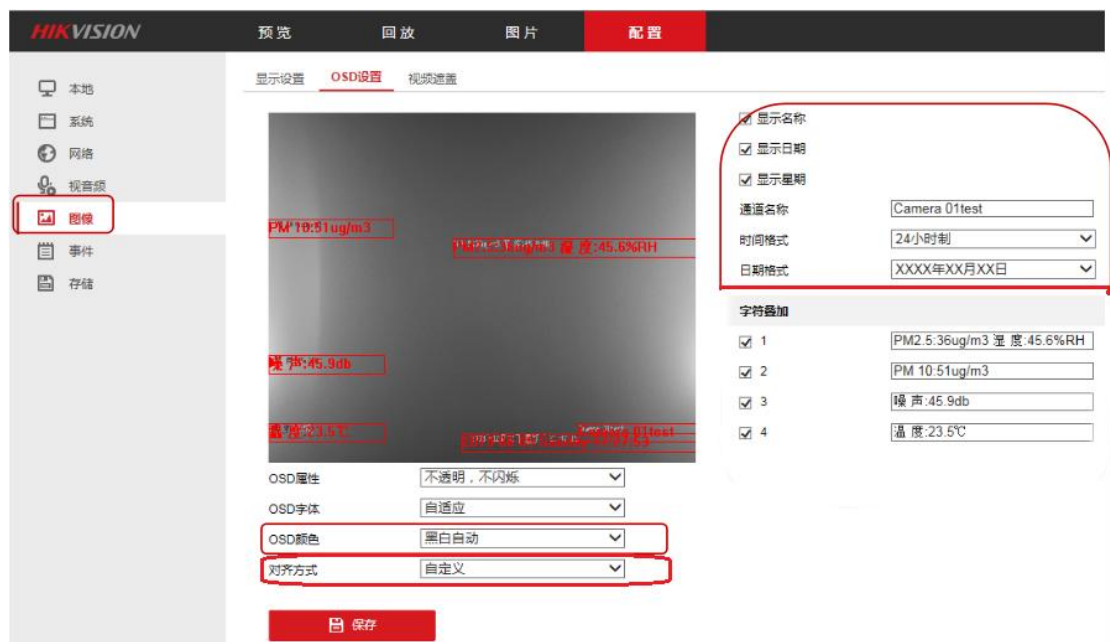 HIKVISION 预览 回放 图片 配置
本地
系统
网络
视音频
图像
事件
存储
显示设置 OSD设置 视频遮盖
PM 10:51ug/m3
湿 度:45.6%RH
噪 声:45.9db
温 度:23.5℃
01test
显示名称
显示日期
显示星期
通道名称 Camera 01test
时间格式 24小时制
日期格式 XXXX年XX月XX日
字符叠加
1 PM2.5:36ug/m3 湿 度:45.6%RH
2 PM 10:51ug/m3
3 噪 声:45.9db
4 温 度:23.5℃
OSD属性 不透明，不闪烁
OSD字体 自适应
OSD颜色 黑白自动
对齐方式 自定义
保存